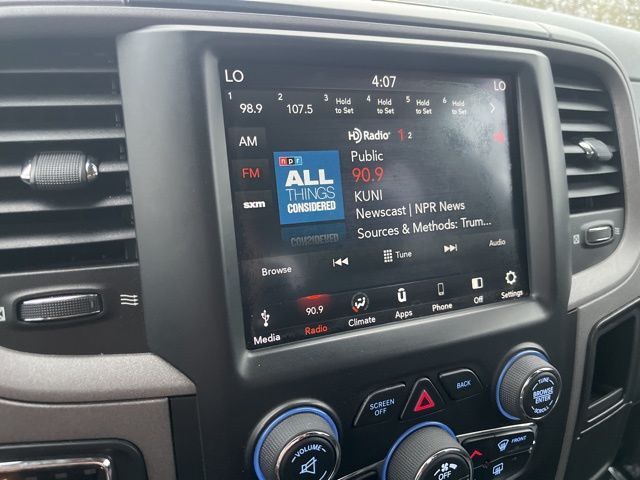 LO 4:07 LO
1 98.9 2 107.5 3 Hold to Set 4 Hold to Set 5 Hold to Set 6 Hold to Set
HD Radio 1 2
AM
FM
sxm
npr
ALL
THINGS
CONSIDERED
CONSIDERED
Public
90.9
KUNI
Newscast | NPR News
Sources & Methods: Trum...
Browse Tune Audio
Media
90.9
Radio
Climate
Apps
Phone
Off
Settings
SCREEN
OFF
BACK
TUNE
BROWSE
ENTER
VOLUME
OFF
FRONT